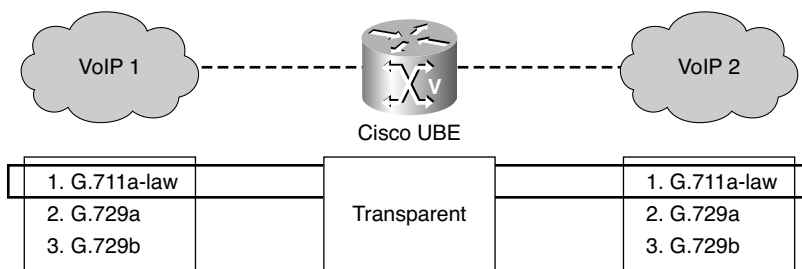 VoIP 1
V
VoIP 2
Cisco UBE
1. G.711a-law
2. G.729a
3. G.729b
Transparent
1. G.711a-law
2. G.729a
3. G.729b